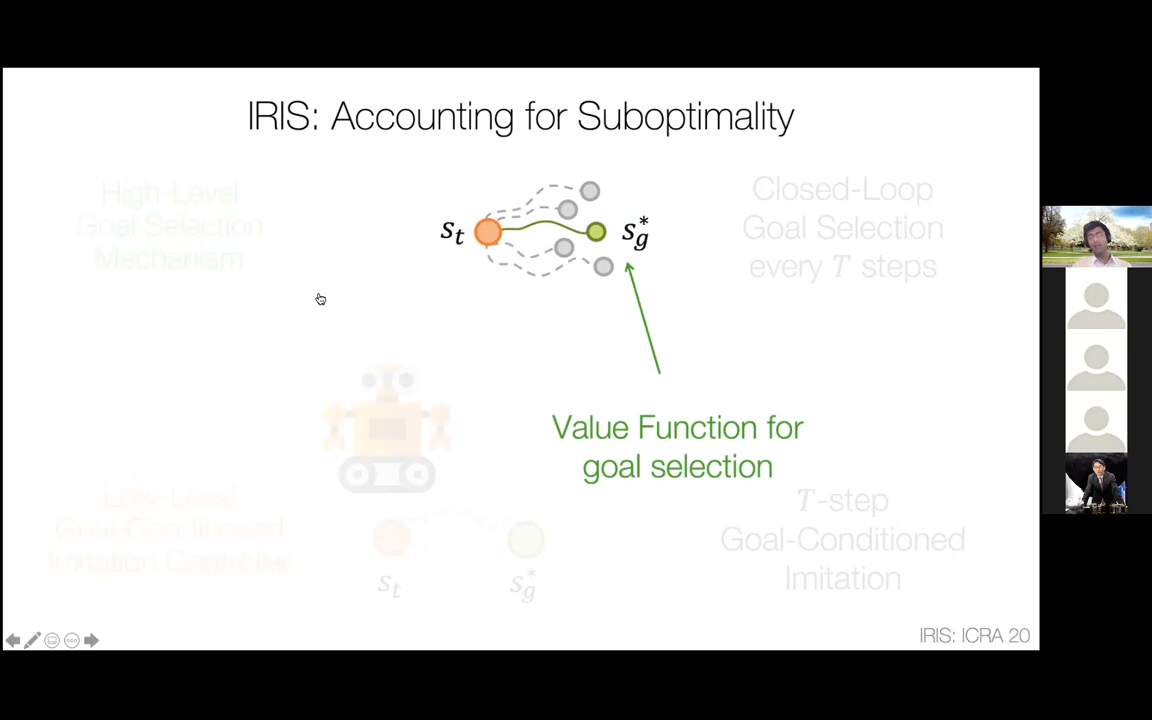 IRIS: Accounting for Suboptimality
High-Level
Goal Selection
Mechanism
s_t
s_g^*
Closed-Loop
Goal Selection
every T steps
Value Function for
goal selection
Low-Level
Goal-Conditioned
Imitation Controller
s_t
s_g^*
T-step
Goal-Conditioned
Imitation
IRIS: ICRA 20